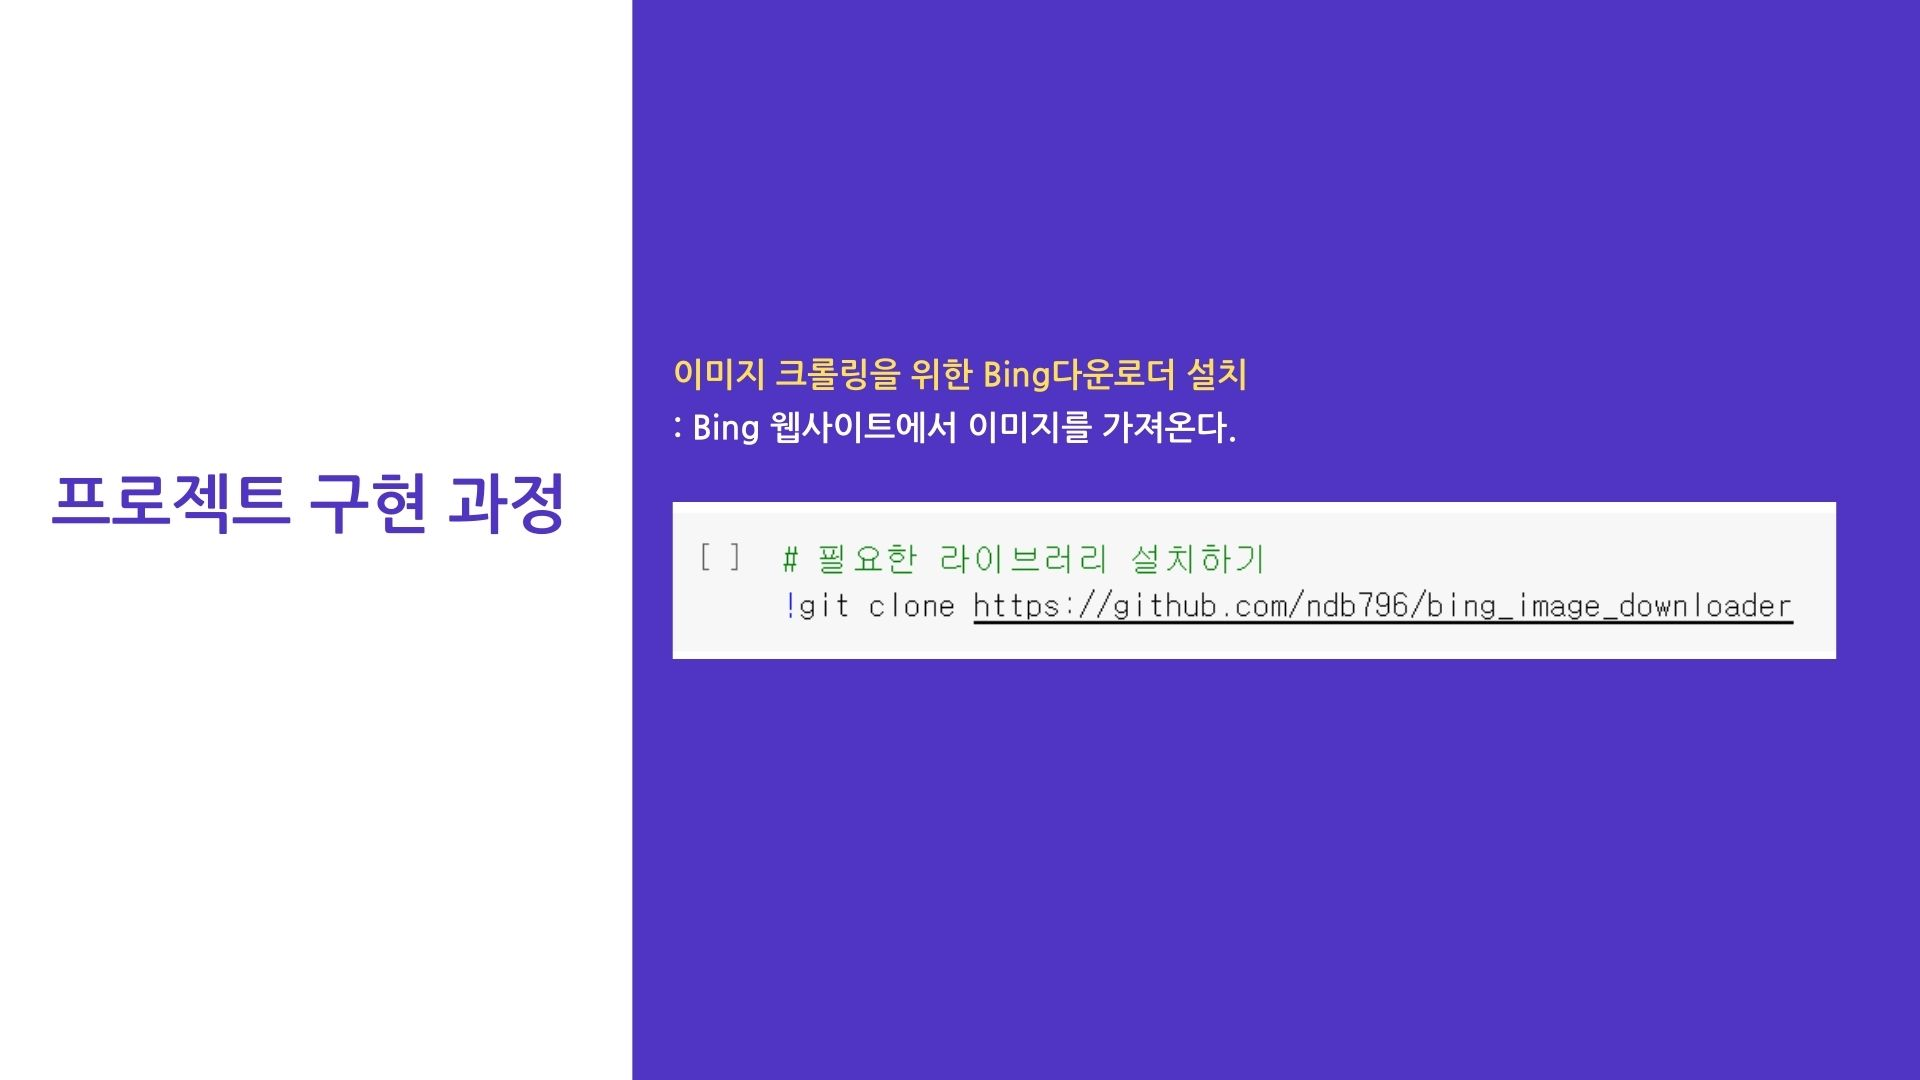 프로젝트 구현 과정
이미지 크롤링을 위한 Bing다운로더 설치
: Bing 웹사이트에서 이미지를 가져온다.
[ ] # 필요한 라이브러리 설치하기
!git clone https://github.com/ndb796/bing_image_downloader